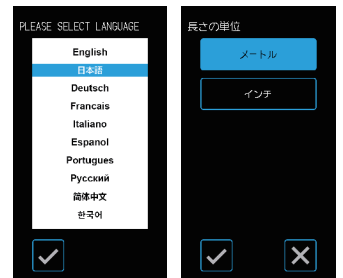 PLEASE SELECT LANGUAGE
English
日本語
Deutsch
Francais
Italiano
Espanol
Portugues
Русский
简体中文
한국어
長さの単位
メートル
インチ